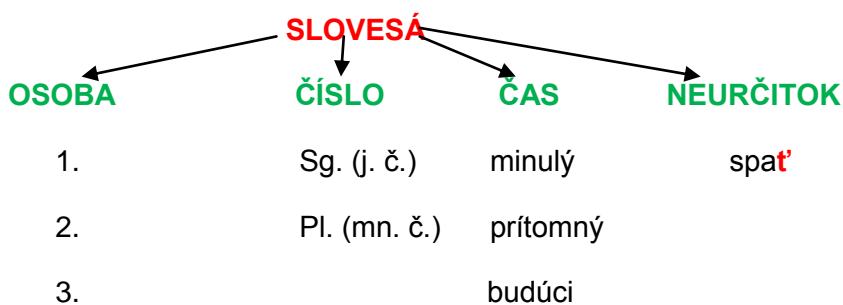 SLOVESÁ
OSOBA ČÍSLO ČAS NEURČITOK
1. Sg. (j. č.) minulý spať
2. Pl. (mn. č.) prítomný
3. budúci